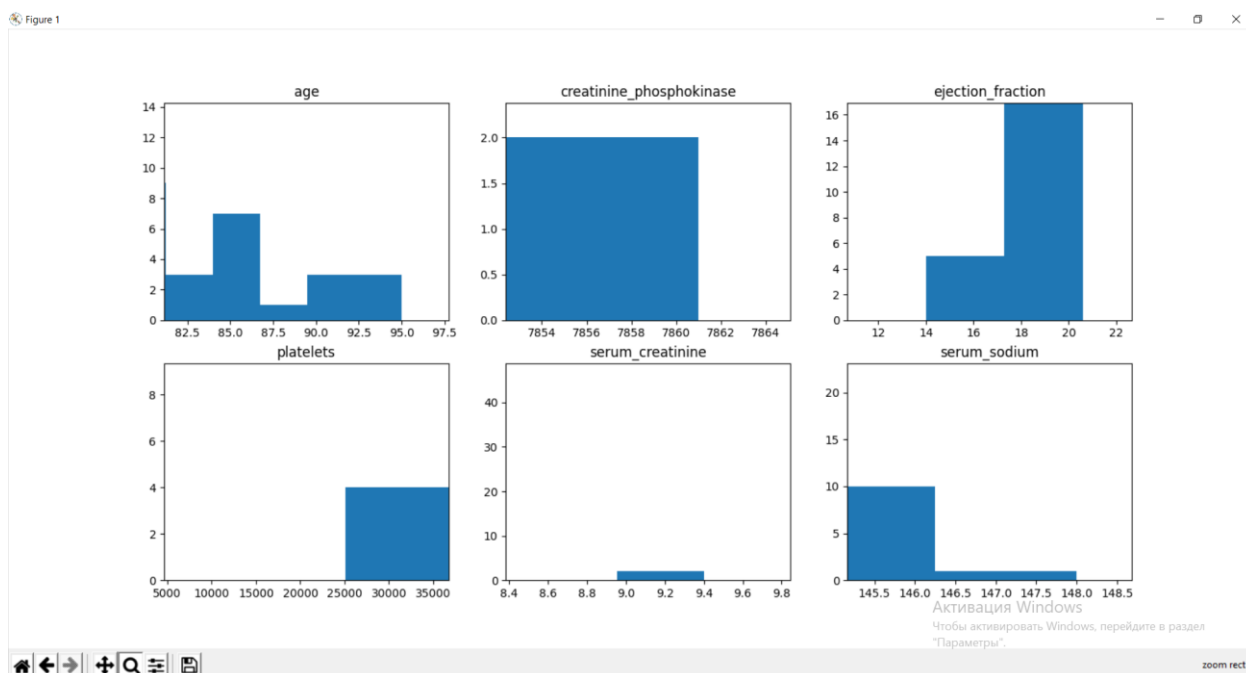 Figure 1
age
creatinine_phosphokinase
ejection_fraction
14
12
10
8
6
4
2
0
82.5 85.0 87.5 90.0 92.5 95.0 97.5
2.0
1.5
1.0
0.5
0.0
7854 7856 7858 7860 7862 7864
16
14
12
10
8
6
4
2
0
12 14 16 18 20 22
platelets
serum_creatinine
serum_sodium
8
6
4
2
0
5000 10000 15000 20000 25000 30000 35000
40
30
20
10
0
8.4 8.6 8.8 9.0 9.2 9.4 9.6 9.8
20
15
10
5
0
145.5 146.0 146.5 147.0 147.5 148.0 148.5
Активация Windows
Чтобы активировать Windows, перейдите в раздел
"Параметры".
zoom rect